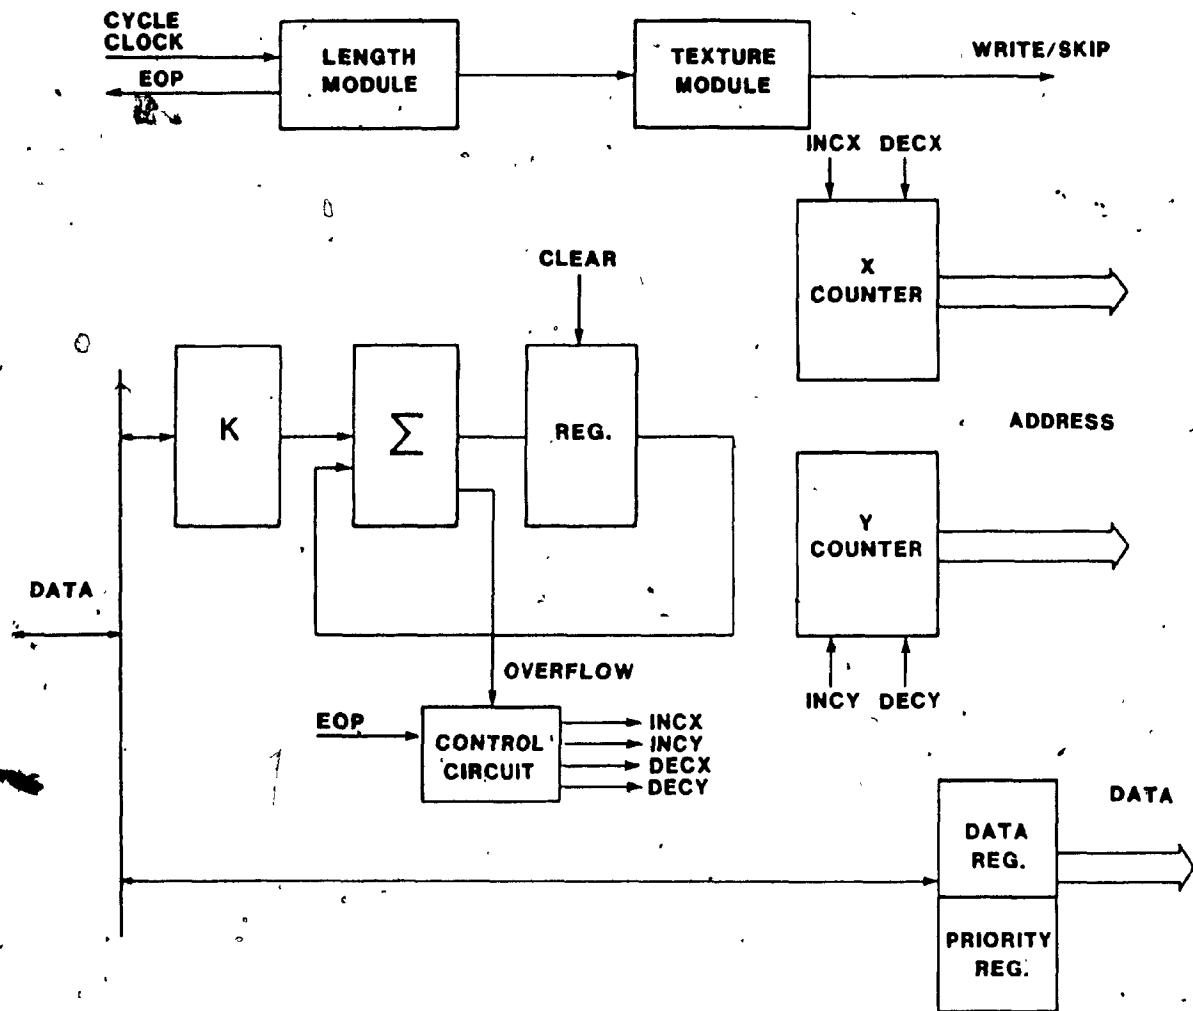 CYCLE
CLOCK
EOP
LENGTH
MODULE
TEXTURE
MODULE
WRITE/SKIP
INCX DECX
X
COUNTER
CLEAR
K
Σ
REG.
ADDRESS
Y
COUNTER
DATA
OVERFLOW
INCY DECY
EOP
CONTROL
CIRCUIT
INCX
INCY
DECX
DECY
DATA
REG.
DATA
PRIORITY
REG.